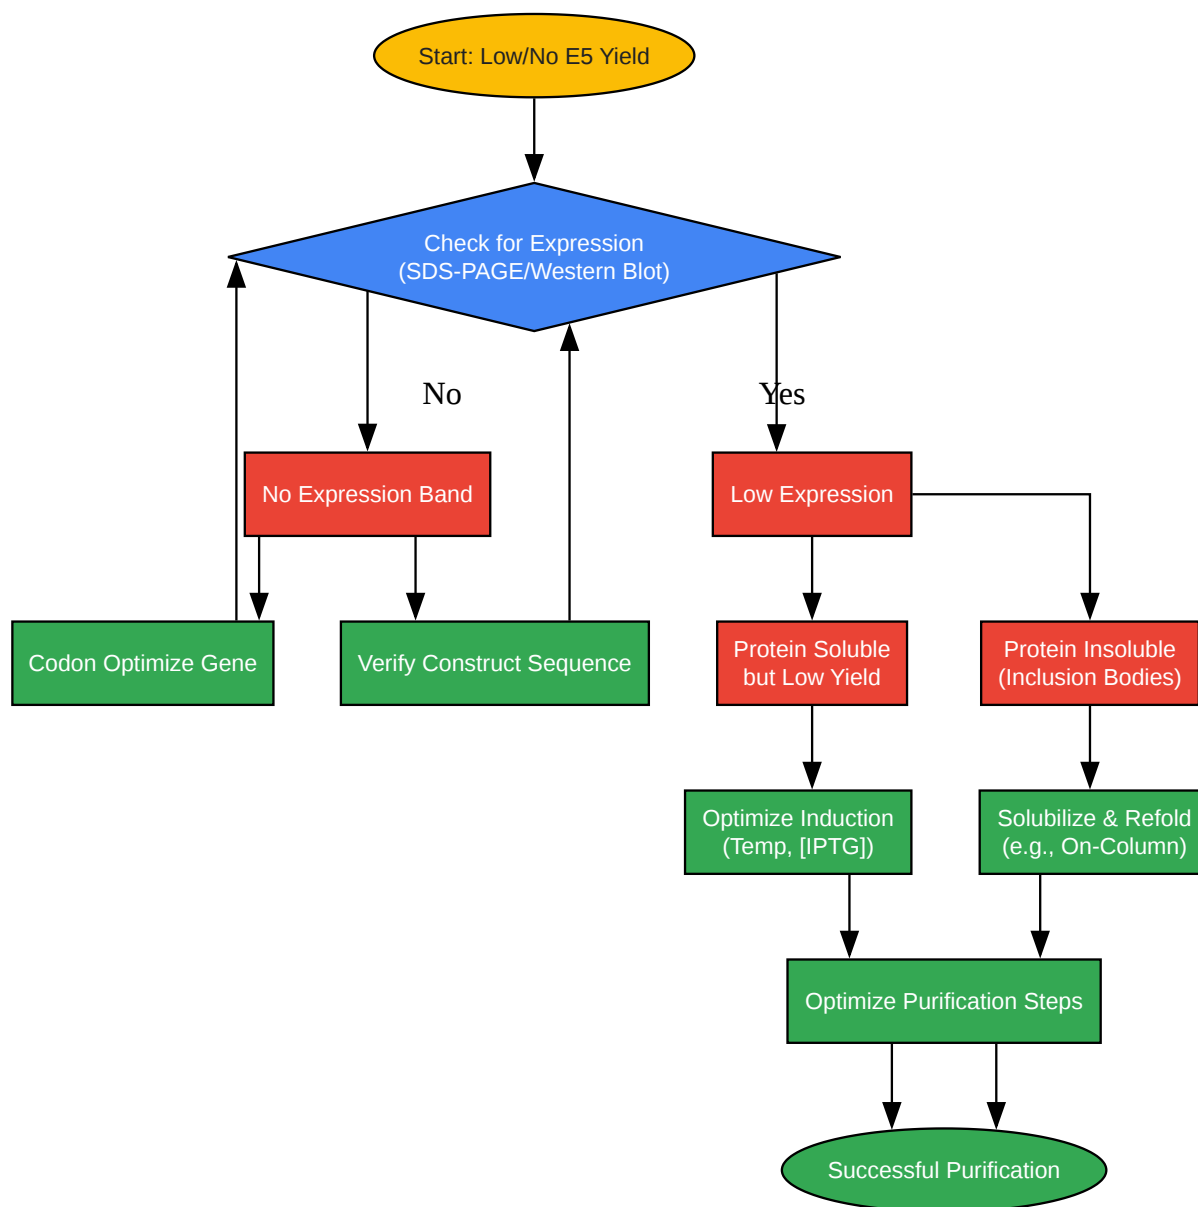 Start: Low/No E5 Yield
Check for Expression
(SDS-PAGE/Western Blot)
No
Yes
No Expression Band
Low Expression
Codon Optimize Gene
Verify Construct Sequence
Protein Soluble
but Low Yield
Protein Insoluble
(Inclusion Bodies)
Optimize Induction
(Temp, [IPTG])
Solubilize & Refold
(e.g., On-Column)
Optimize Purification Steps
Successful Purification